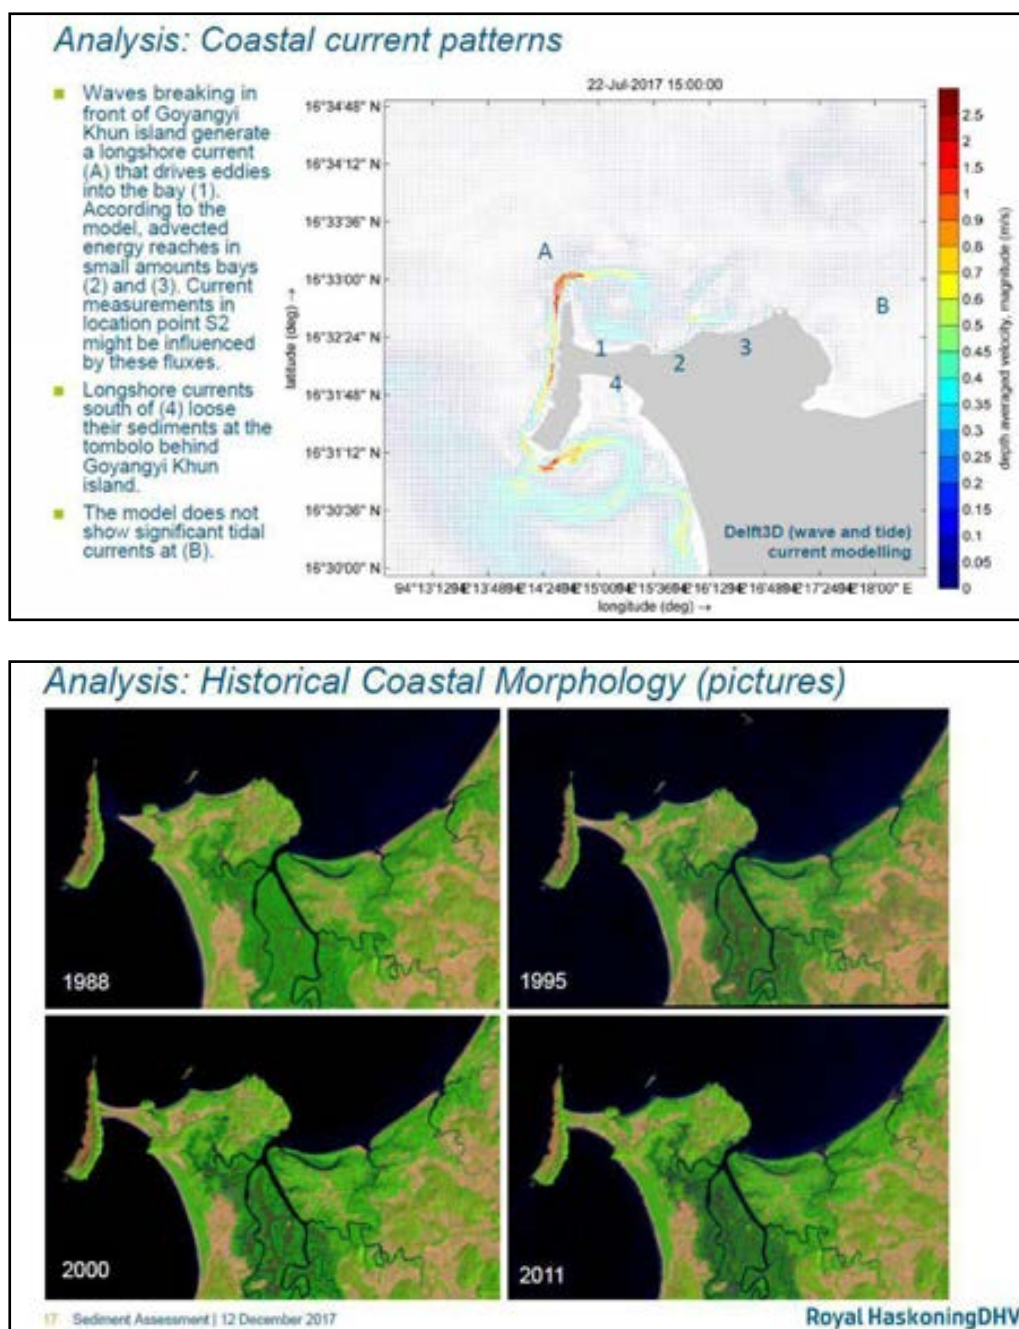 Analysis: Coastal current patterns
Waves breaking in
front of Goyangyi
Khun island generate
a longshore current
(A) that drives eddies
into the bay (1).
According to the
model, advected
energy reaches in
small amounts bays
(2) and (3). Current
measurements in
location point S2
might be influenced
by these fluxes.
Longshore currents
south of (4) loose
their sediments at the
tombolo behind
Goyangyi Khun
island.
The model does not
show significant tidal
currents at (B).
22-Jul-2017 15:00:00
16°34'48" N
16°34'12" N
16°33'36" N
16°33'00" N
16°32'24" N
16°31'48" N
16°31'12" N
16°30'36" N
16°30'00" N
latitude (deg) →
A
B
1
2
3
4
Delft3D (wave and tide)
current modelling
longitude (deg) →
2.5
2
1.5
1
0.9
0.8
0.7
0.6
0.5
0.45
0.4
0.35
0.3
0.25
0.2
0.15
0.1
0.05
0
depth averaged velocity, magnitude (m/s)
Analysis: Historical Coastal Morphology (pictures)
1988
1995
2000
2011
17 Sediment Assessment | 12 December 2017
Royal HaskoningDHV